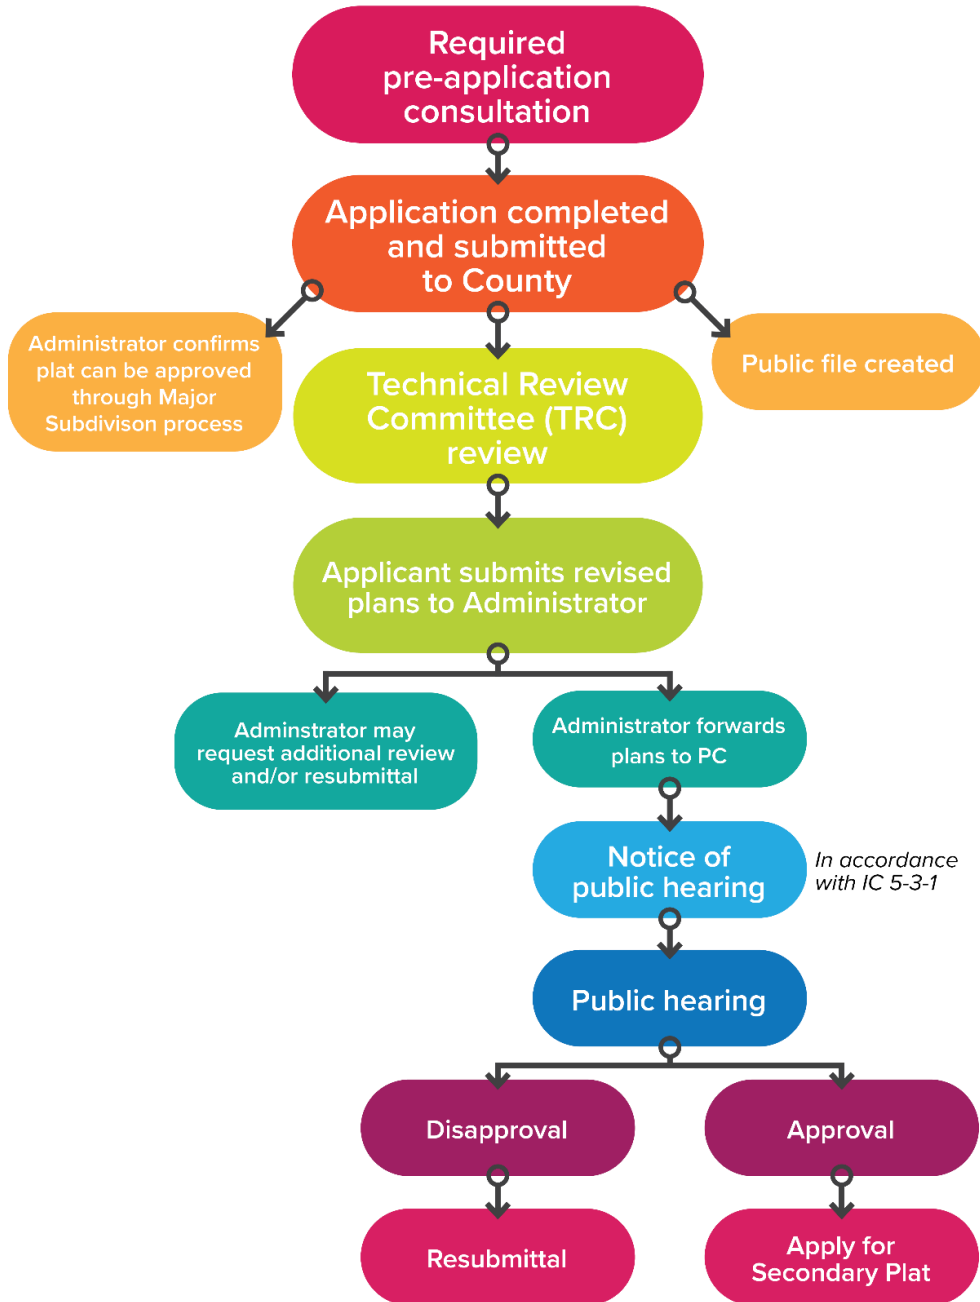 Required
pre-application
consultation
Application completed
and submitted
to County
Administrator confirms
plat can be approved
through Major
Subdivison process
Public file created
Technical Review
Committee (TRC)
review
Applicant submits revised
plans to Administrator
Adminstrator may
request additional review
and/or resubmittal
Administrator forwards
plans to PC
Notice of
public hearing
In accordance
with IC 5-3-1
Public hearing
Disapproval
Approval
Resubmittal
Apply for
Secondary Plat